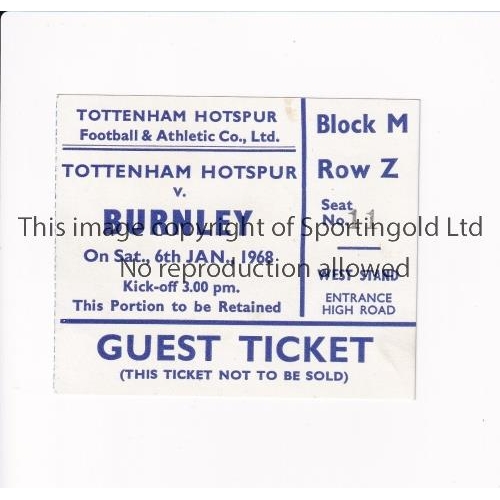 TOTTENHAM HOTSPUR
Football & Athletic Co., Ltd.
TOTTENHAM HOTSPUR
v.
BURNLEY
On Sat., 6th JAN., 1968
Kick-off 3.00 pm.
This Portion to be Retained
Block M
Row Z
Seat
No. 11
WEST STAND
ENTRANCE
HIGH ROAD
GUEST TICKET
(THIS TICKET NOT TO BE SOLD)
This image copyright of Sportingold Ltd
No reproduction allowed